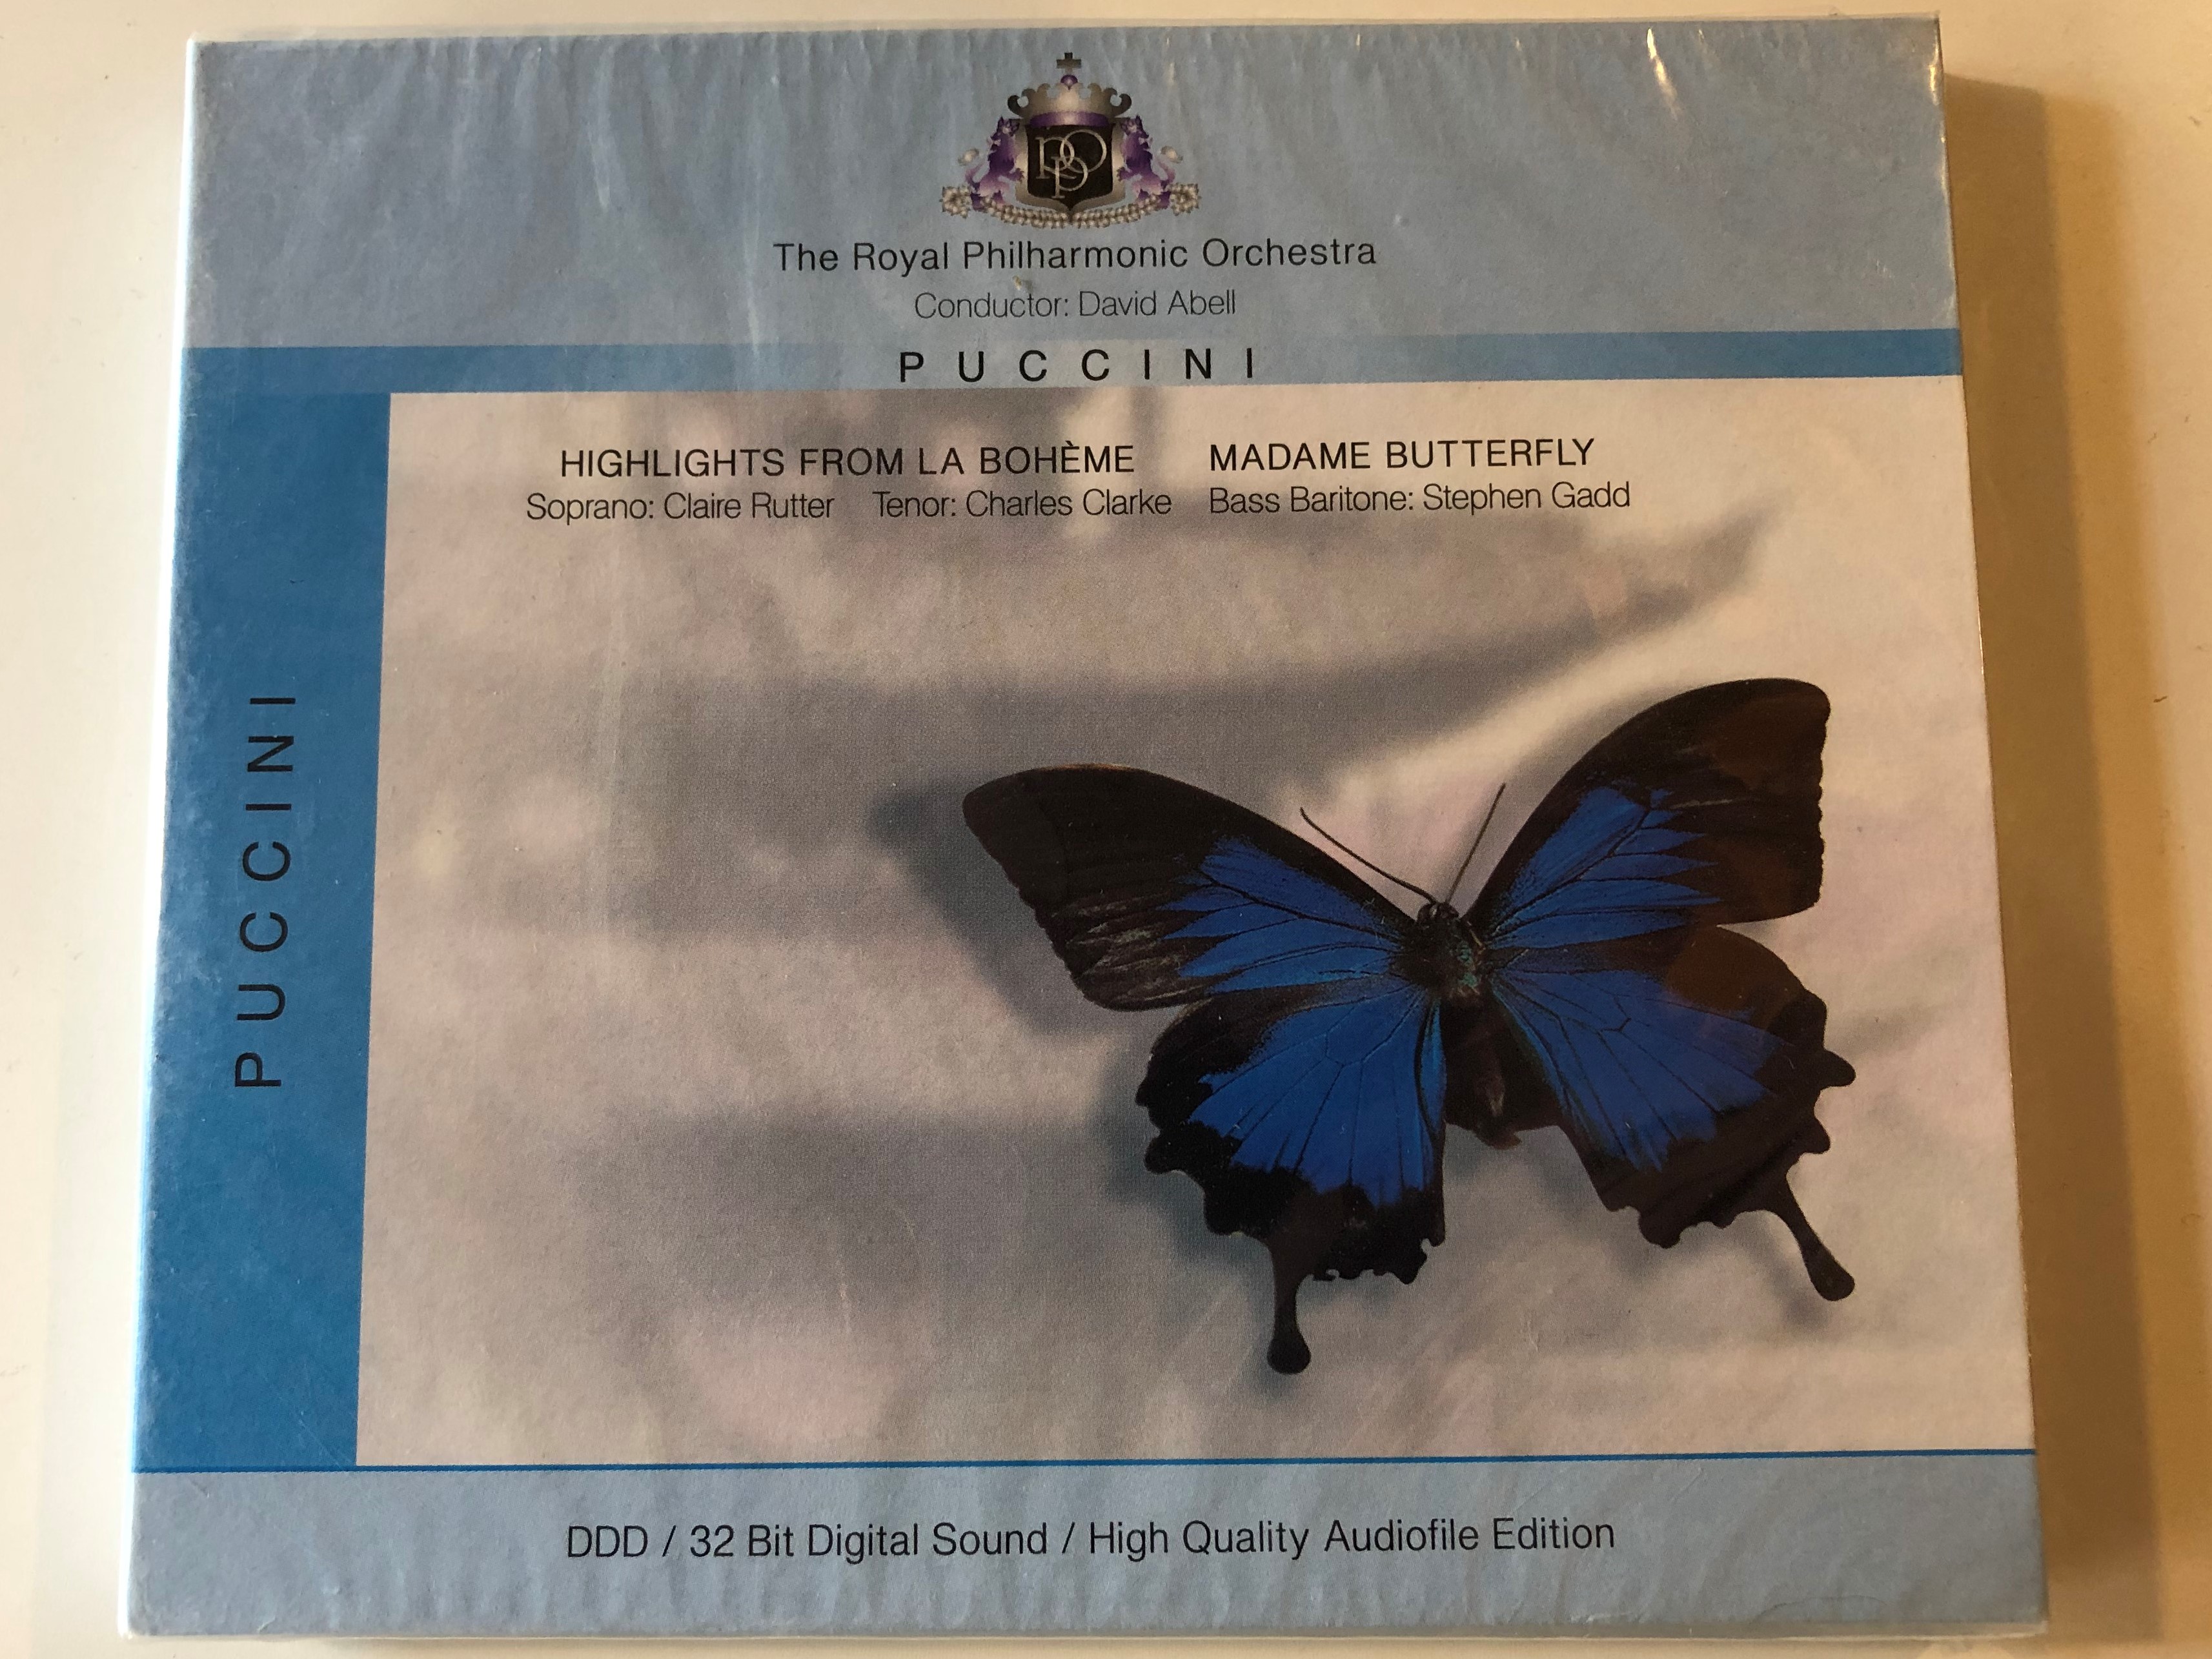 RPO
The Royal Philharmonic Orchestra
Conductor: David Abell
PUCCINI
HIGHLIGHTS FROM LA BOHÈME MADAME BUTTERFLY
Soprano: Claire Rutter Tenor: Charles Clarke Bass Baritone: Stephen Gadd
PUCCINI
DDD / 32 Bit Digital Sound / High Quality Audiofile Edition